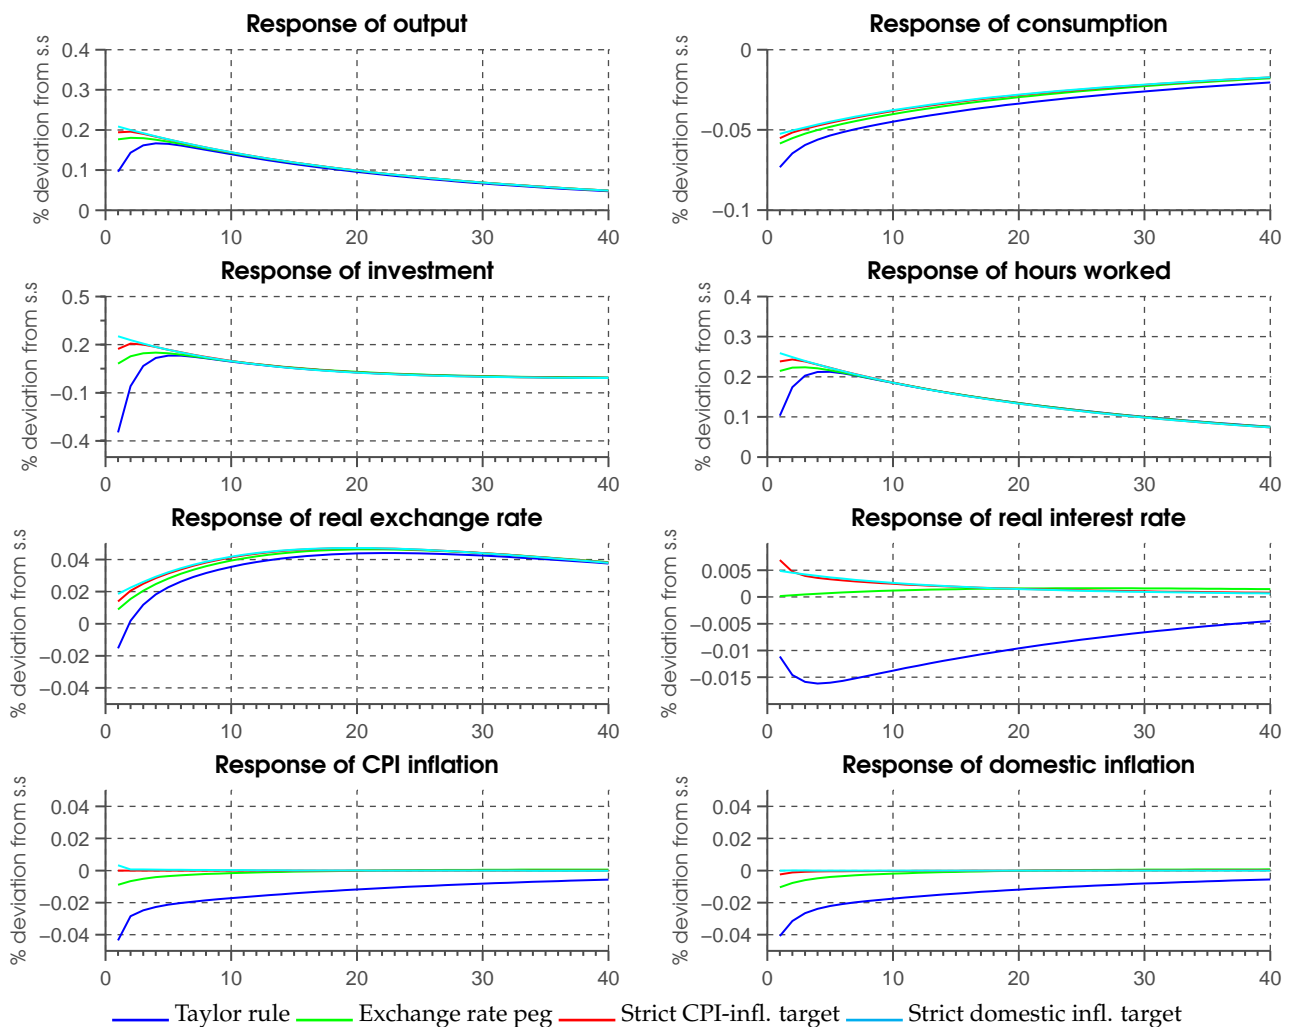 Response of output
% deviation from s.s
0.4
0.3
0.2
0.1
0
0 10 20 30 40
Response of consumption
% deviation from s.s
0
−0.05
−0.1
0 10 20 30 40
Response of investment
% deviation from s.s
0.5
0.2
−0.1
−0.4
0 10 20 30 40
Response of hours worked
% deviation from s.s
0.4
0.3
0.2
0.1
0
0 10 20 30 40
Response of real exchange rate
% deviation from s.s
0.04
0.02
0
−0.02
−0.04
0 10 20 30 40
Response of real interest rate
% deviation from s.s
0.005
0
−0.005
−0.01
−0.015
0 10 20 30 40
Response of CPI inflation
% deviation from s.s
0.04
0.02
0
−0.02
−0.04
0 10 20 30 40
Response of domestic inflation
% deviation from s.s
0.04
0.02
0
−0.02
−0.04
0 10 20 30 40
Taylor rule Exchange rate peg Strict CPI-infl. target Strict domestic infl. target